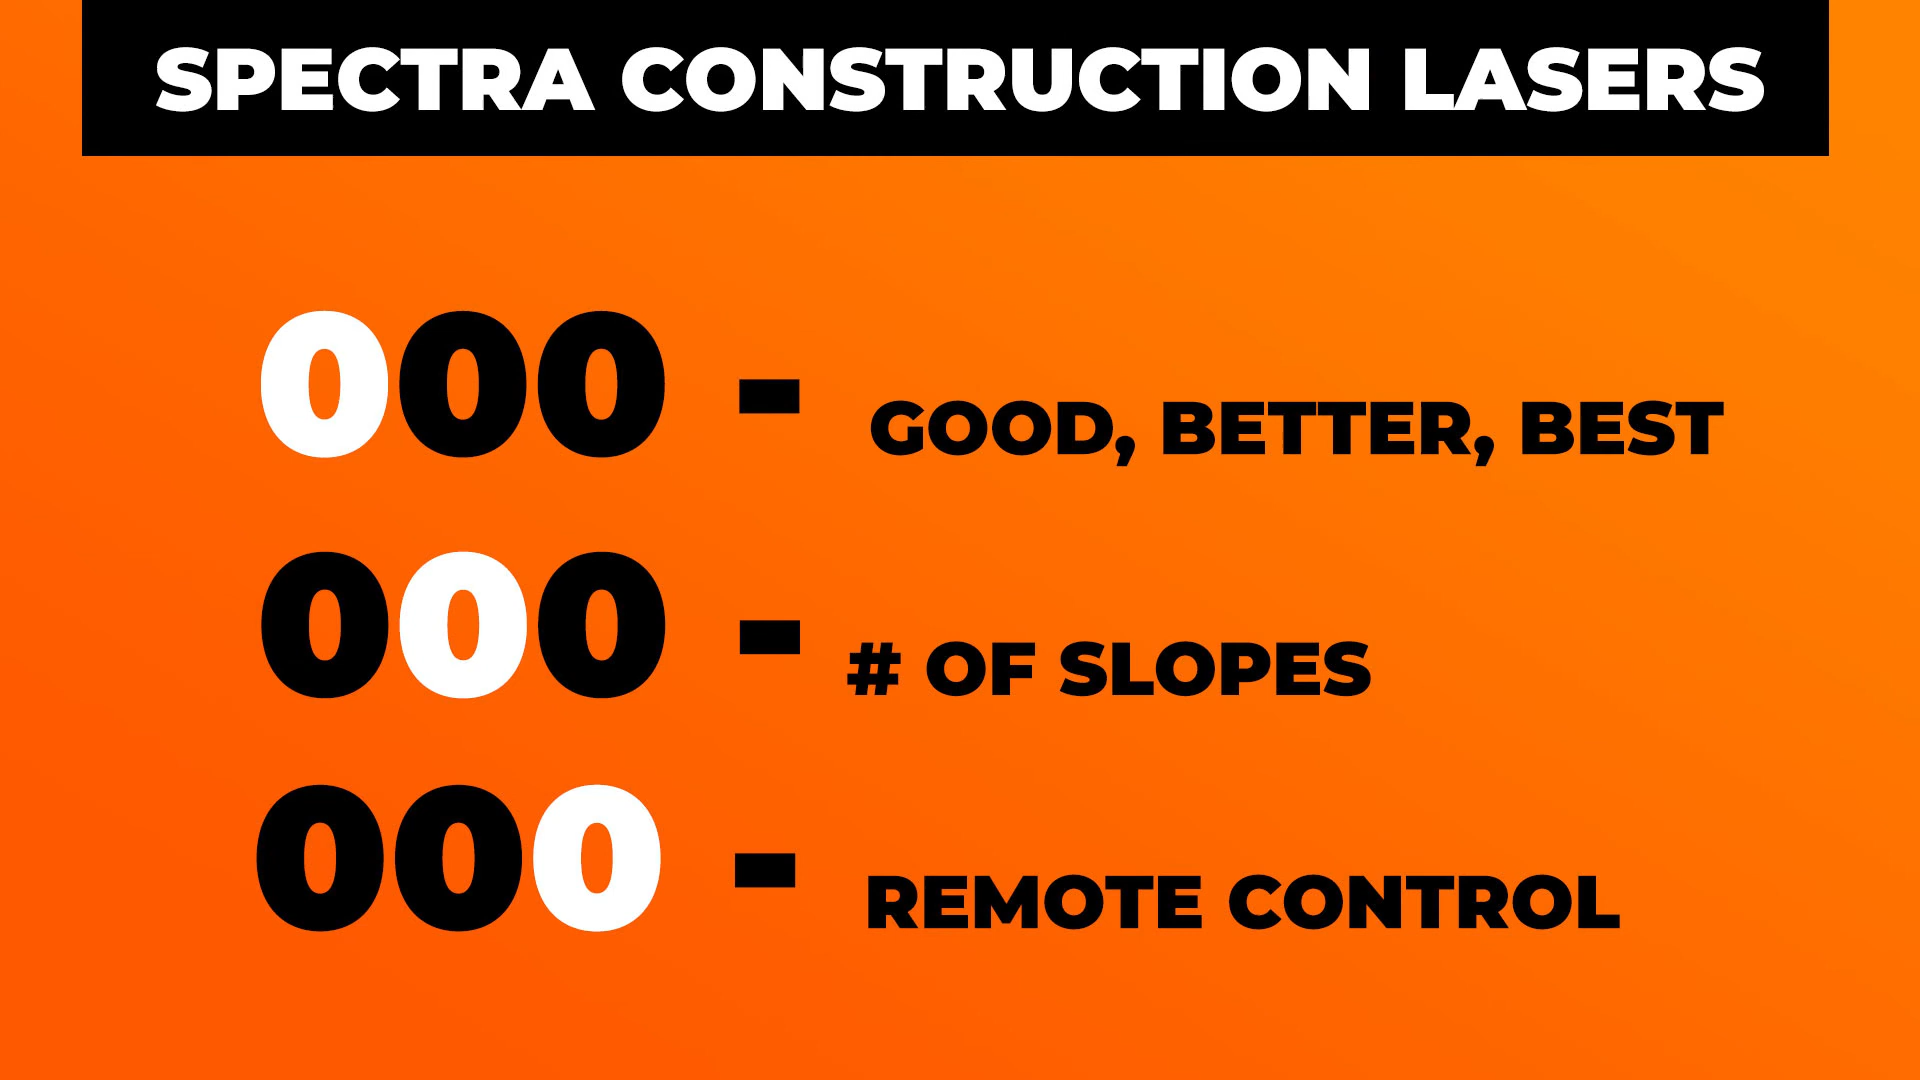 SPECTRA CONSTRUCTION LASERS
000 - GOOD, BETTER, BEST
000 - # OF SLOPES
000 - REMOTE CONTROL